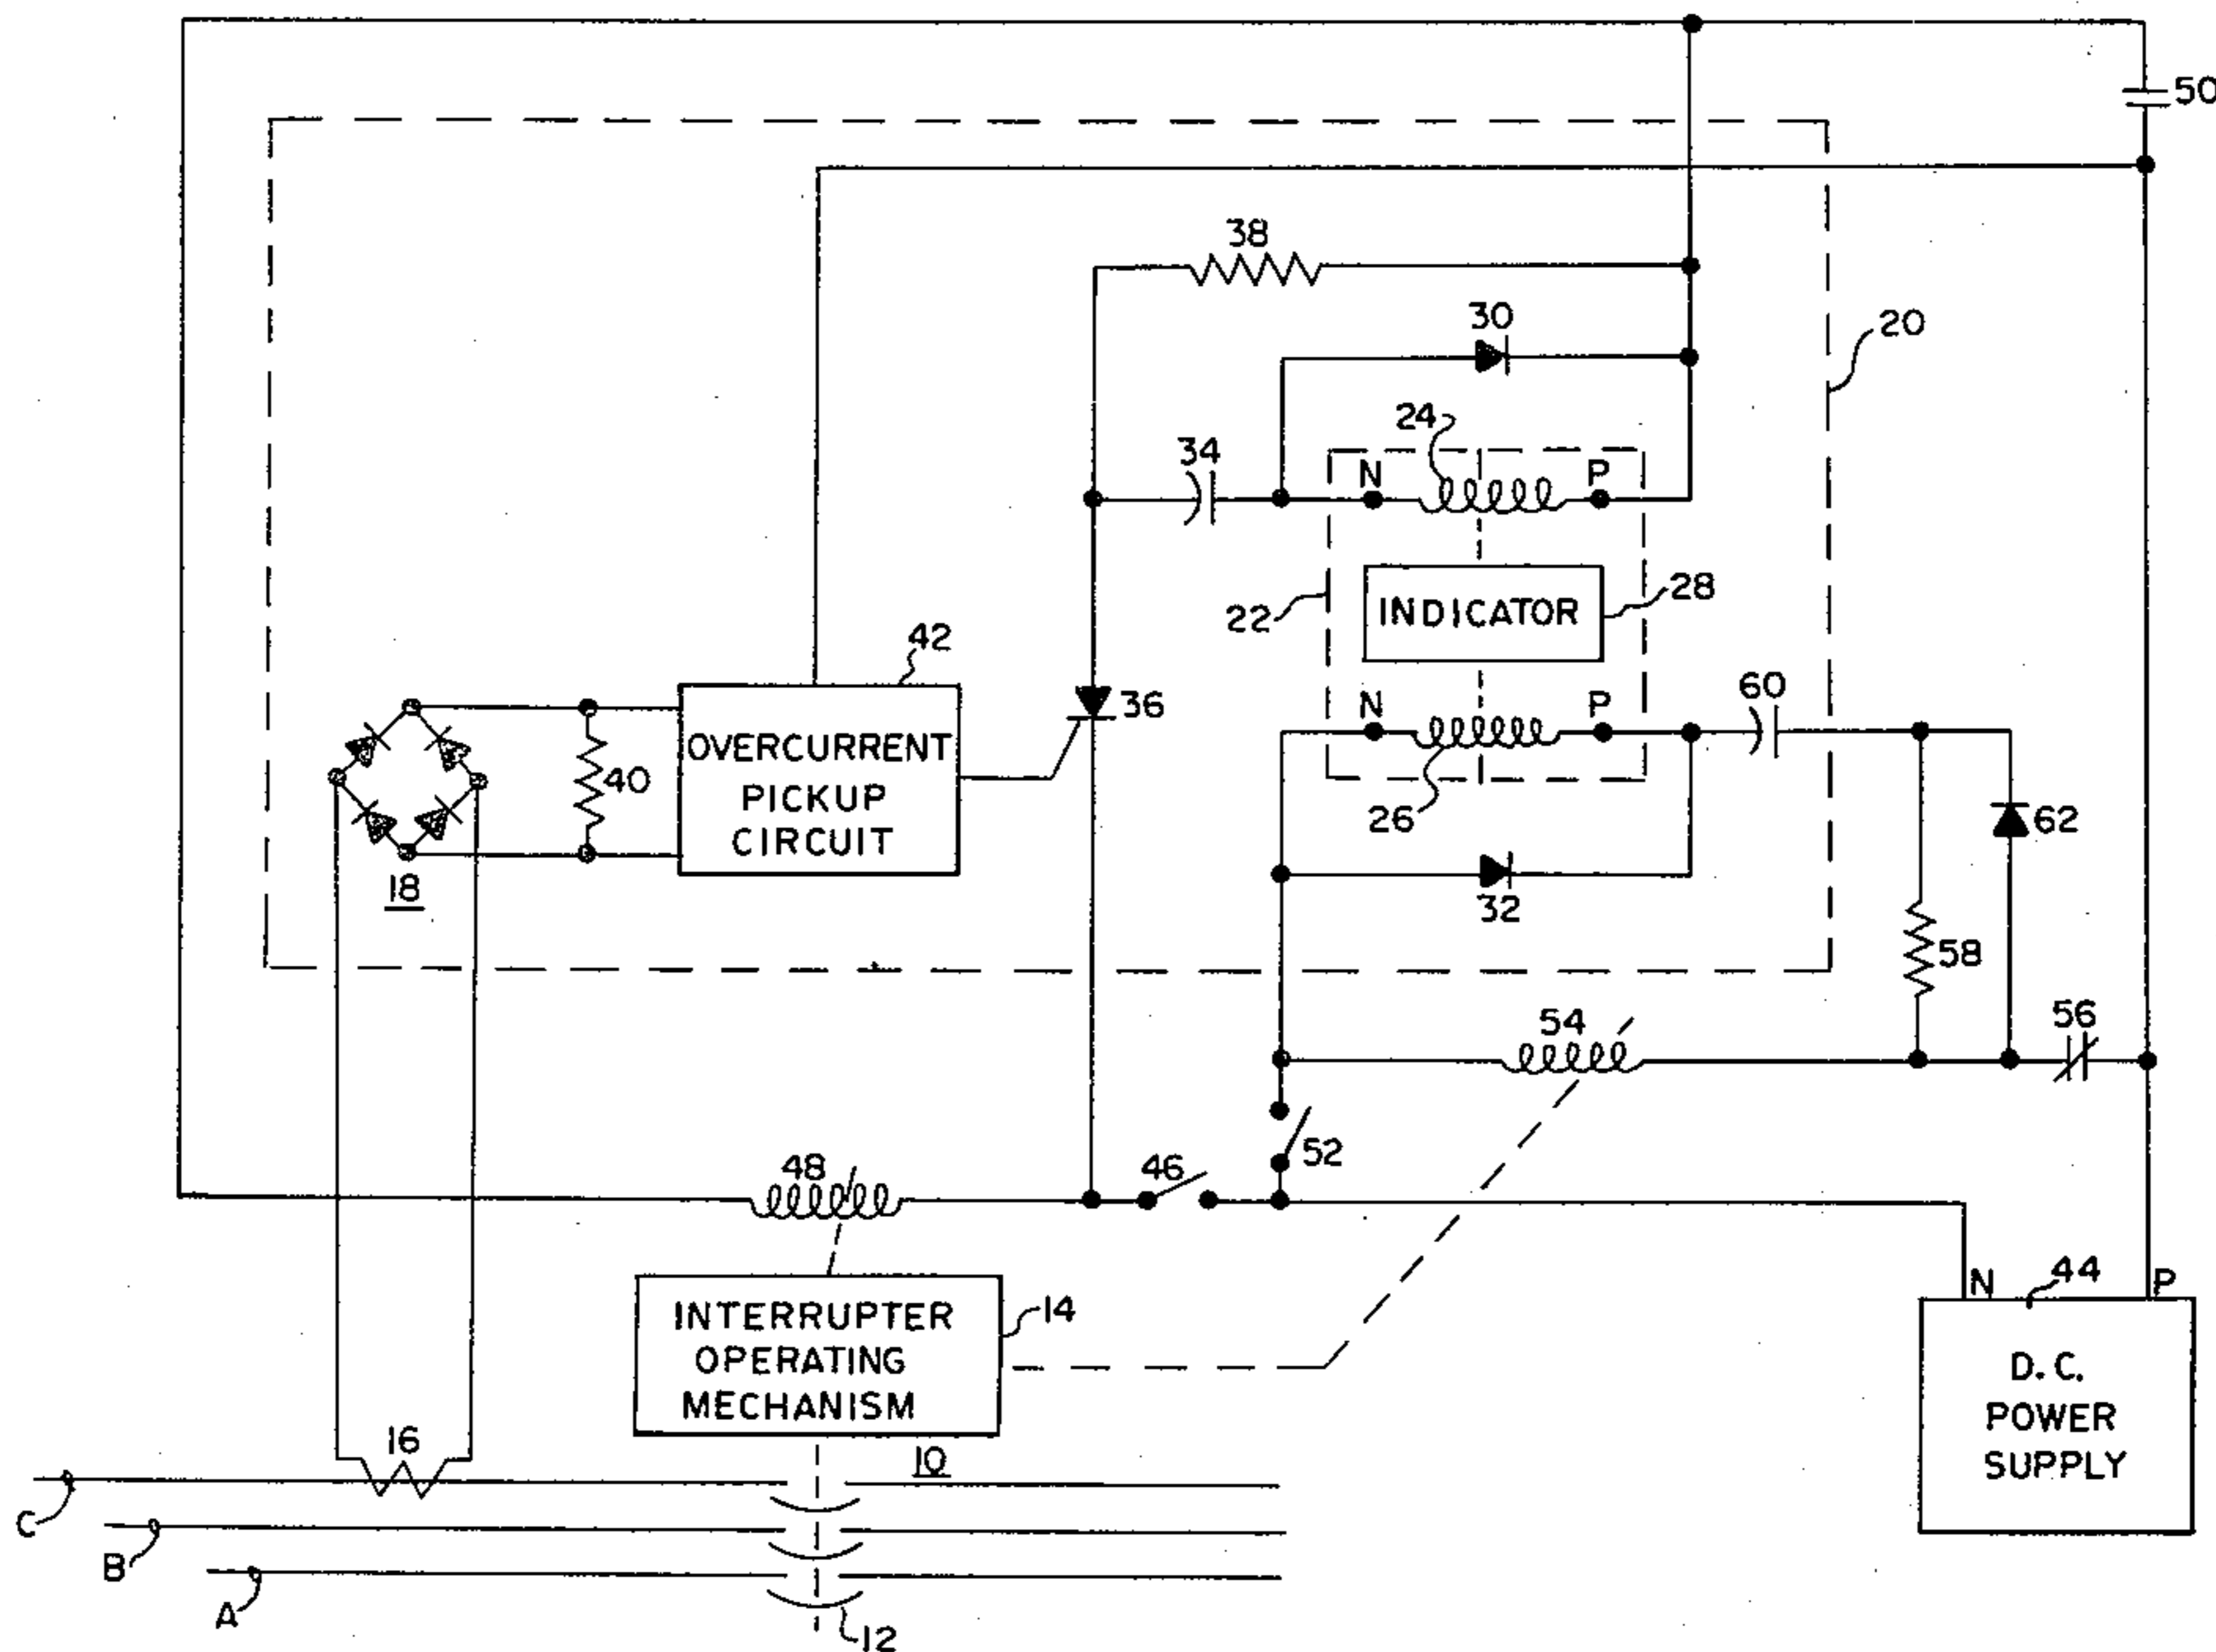 50
38
30
20
24
34
N
P
28
INDICATOR
22
42
36
60
N
P
OVERCURRENT
PICKUP
CIRCUIT
40
62
26
18
32
58
56
54
52
48
46
N
44
P
INTERRUPTER
OPERATING
MECHANISM
14
D.C.
POWER
SUPPLY
16
10
C
B
A
12